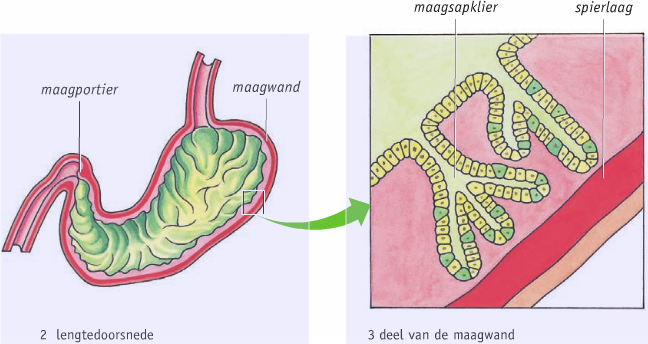 maagsapklier
spierlaag
maagportier
maagwand
2 lengtedoorsnede
3 deel van de maagwand